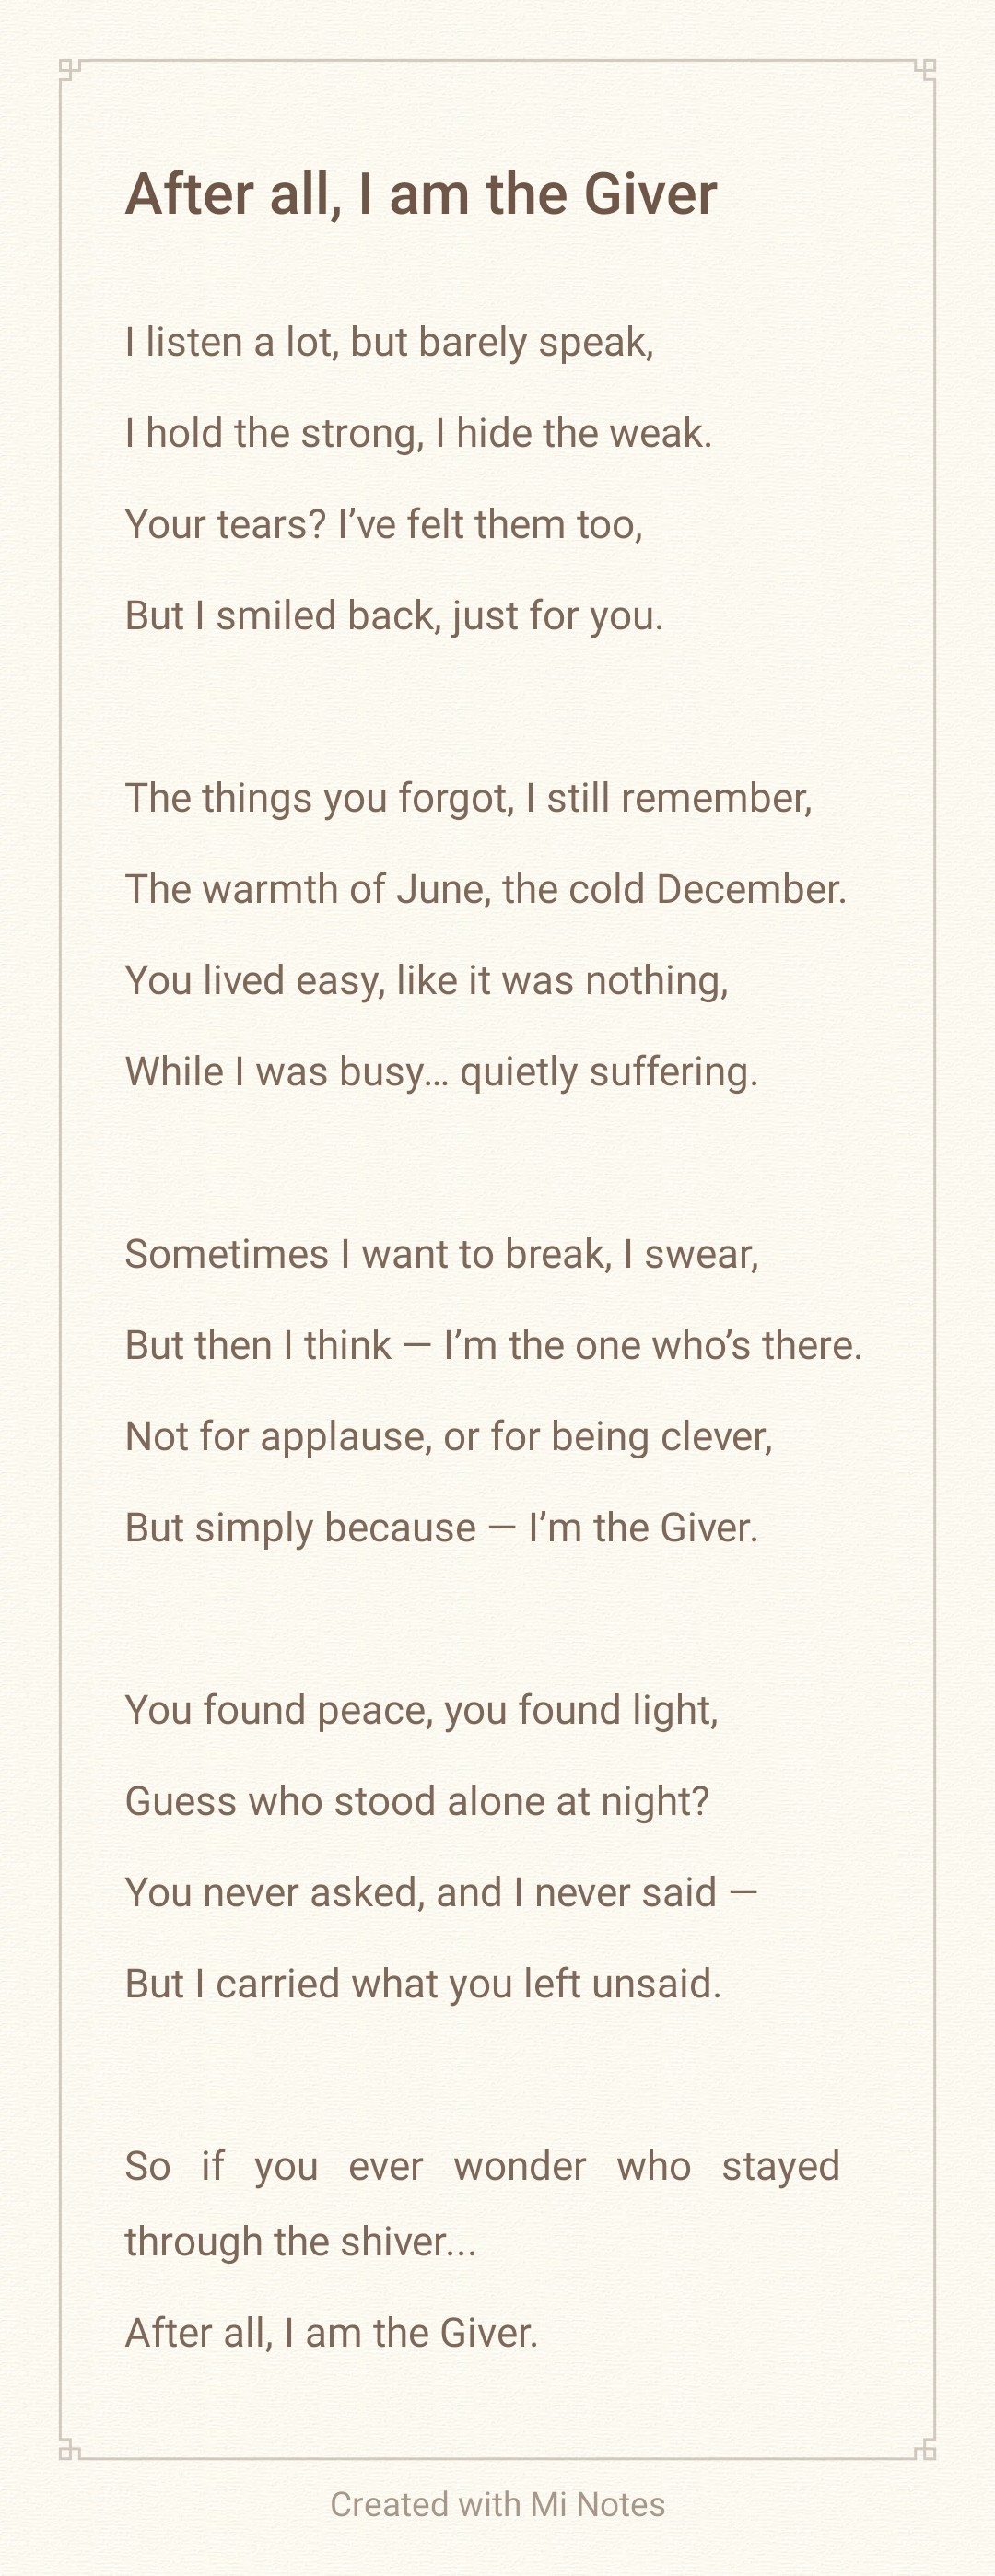 After all, I am the Giver
I listen a lot, but barely speak,
I hold the strong, I hide the weak.
Your tears? I’ve felt them too,
But I smiled back, just for you.
The things you forgot, I still remember,
The warmth of June, the cold December.
You lived easy, like it was nothing,
While I was busy… quietly suffering.
Sometimes I want to break, I swear,
But then I think — I’m the one who’s there.
Not for applause, or for being clever,
But simply because — I’m the Giver.
You found peace, you found light,
Guess who stood alone at night?
You never asked, and I never said —
But I carried what you left unsaid.
So if you ever wonder who stayed
through the shiver...
After all, I am the Giver.
Created with Mi Notes